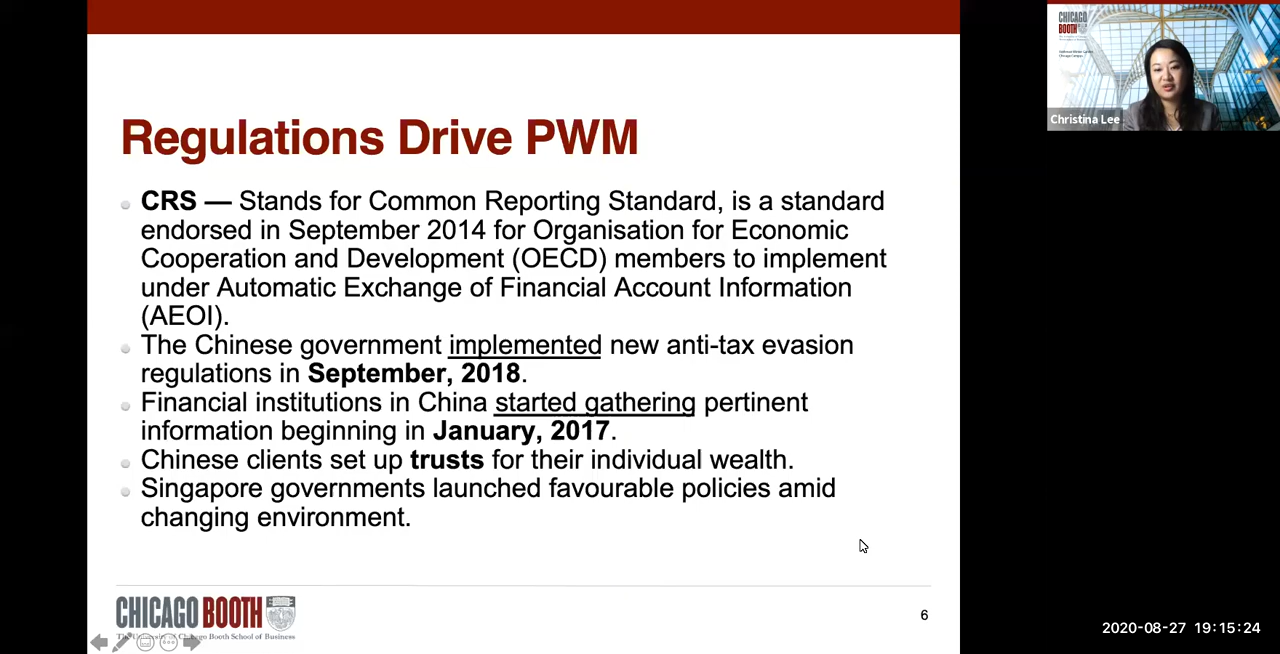 Regulations Drive PWM
CRS — Stands for Common Reporting Standard, is a standard
endorsed in September 2014 for Organisation for Economic
Cooperation and Development (OECD) members to implement
under Automatic Exchange of Financial Account Information
(AEOI).
The Chinese government implemented new anti-tax evasion
regulations in September, 2018.
Financial institutions in China started gathering pertinent
information beginning in January, 2017.
Chinese clients set up trusts for their individual wealth.
Singapore governments launched favourable policies amid
changing environment.
CHICAGO BOOTH
The University of Chicago Booth School of Business
6
CHICAGO
BOOTH
Christina Lee
2020-08-27 19:15:24